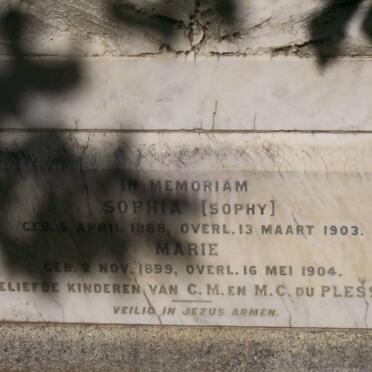 IN MEMORIAM
SOPHIA [SOPHY]
GEB. 5 APRIL 1888, OVERL. 13 MAART 1903.
MARIE
GEB. 2 NOV. 1899, OVERL. 16 MEI 1904.
ELIEFDE KINDEREN VAN C.M. EN M.C. DU PLESS
VEILIG IN JEZUS ARMEN.